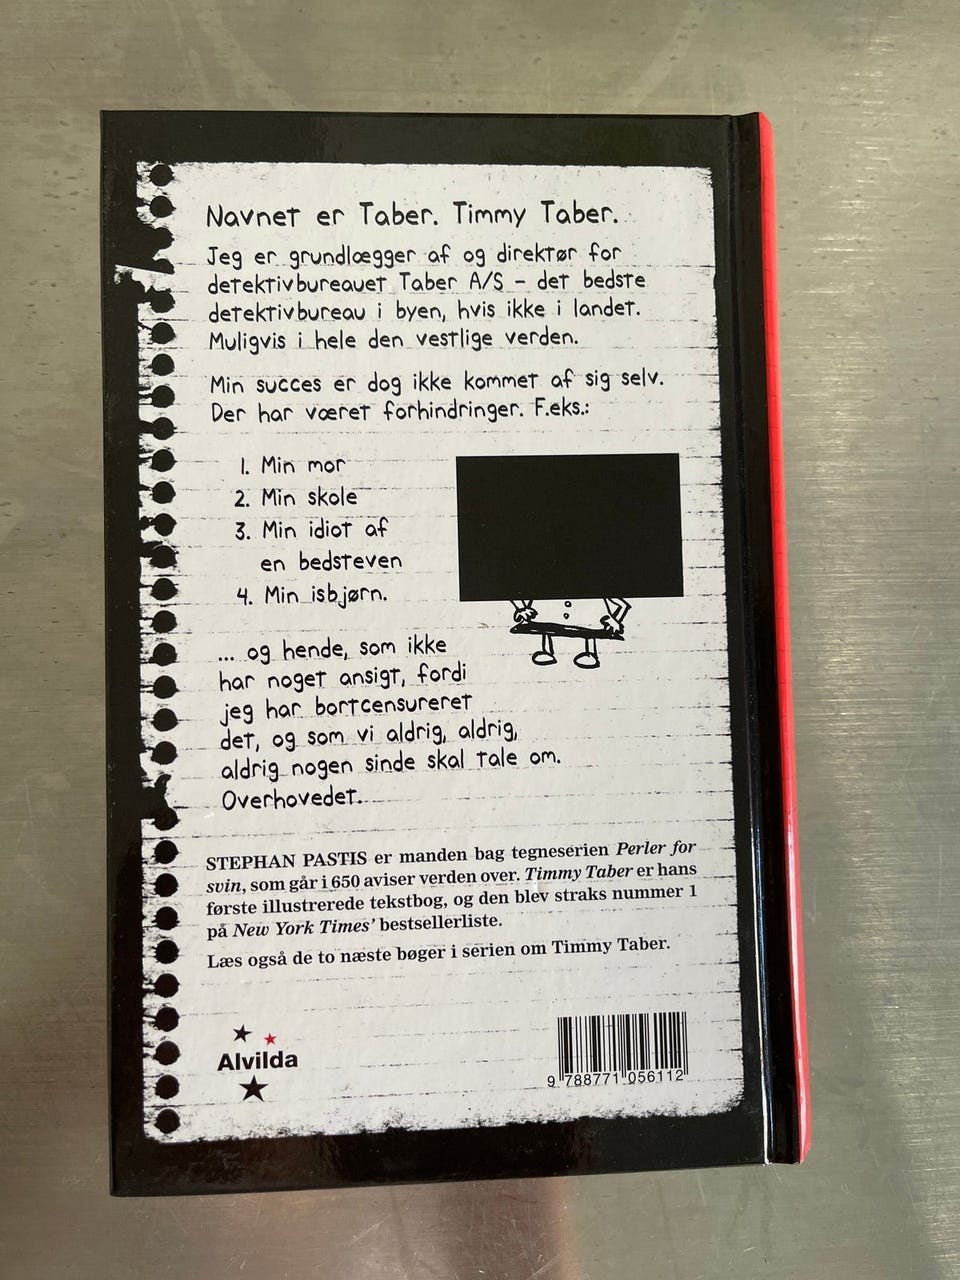 Navnet er Taber. Timmy Taber.
Jeg er grundlægger af og direktør for
detektivbureauet Taber A/S – det bedste
detektivbureau i byen, hvis ikke i landet.
Muligvis i hele den vestlige verden.
Min succes er dog ikke kommet af sig selv.
Der har været forhindringer. F.eks.:
1. Min mor
2. Min skole
3. Min idiot af
en bedsteven
4. Min isbjørn.
... og hende, som ikke
har noget ansigt, fordi
jeg har bortcensureret
det, og som vi aldrig, aldrig,
aldrig nogen sinde skal tale om.
Overhovedet.
STEPHAN PASTIS er manden bag tegneserien Perler for
svin, som går i 650 aviser verden over. Timmy Taber er hans
første illustrerede tekstbog, og den blev straks nummer 1
på New York Times' bestsellerliste.
Læs også de to næste bøger i serien om Timmy Taber.
Alvilda
9 788771 056112